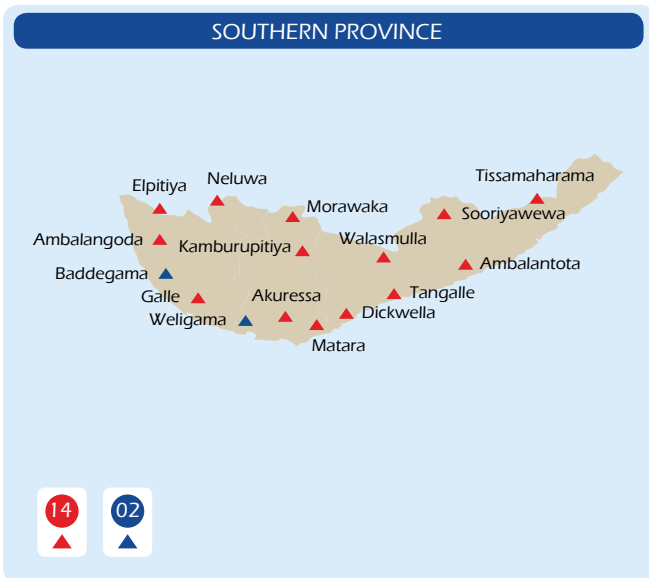 SOUTHERN PROVINCE
Tissamaharama
Neluwa
Elpitiya
Morawaka
Sooriyawewa
Ambalangoda
Kamburupitiya
Walasmulla
Baddegama
Ambalantota
Galle
Akuressa
Tangalle
Weligama
Dickwella
Matara
14
02